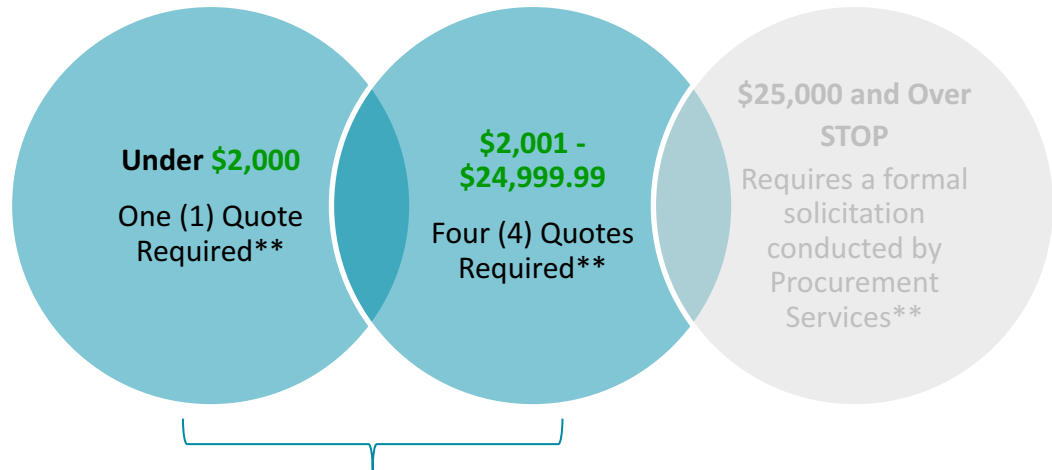 Under $2,000
One (1) Quote
Required**
$2,001 -
$24,999.99
Four (4) Quotes
Required**
$25,000 and Over
STOP
Requires a formal
solicitation
conducted by
Procurement
Services**